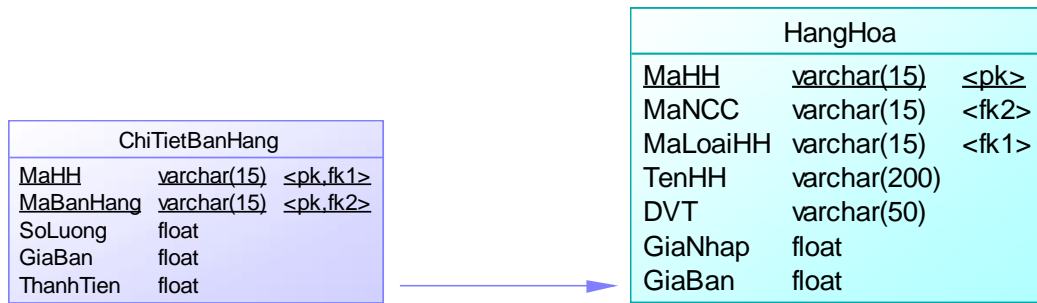 ChiTietBanHang
MaHH varchar(15) <pk,fk1>
MaBanHang varchar(15) <pk,fk2>
SoLuong float
GiaBan float
ThanhTien float
HangHoa
MaHH varchar(15) <pk>
MaNCC varchar(15) <fk2>
MaLoaiHH varchar(15) <fk1>
TenHH varchar(200)
DVT varchar(50)
GiaNhap float
GiaBan float